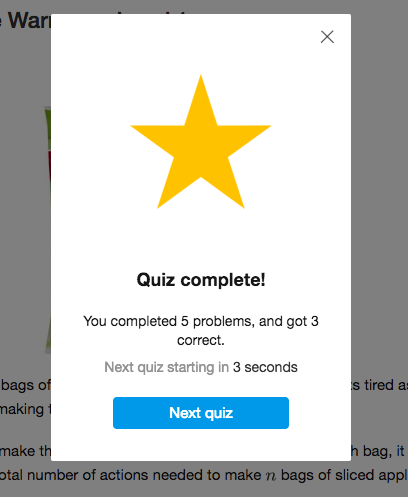 Quiz complete!
You completed 5 problems, and got 3
correct.
Next quiz starting in 3 seconds
Next quiz
bags of
s tired as
making
make th
h bag, it
otal number of actions needed to make n bags of sliced appl